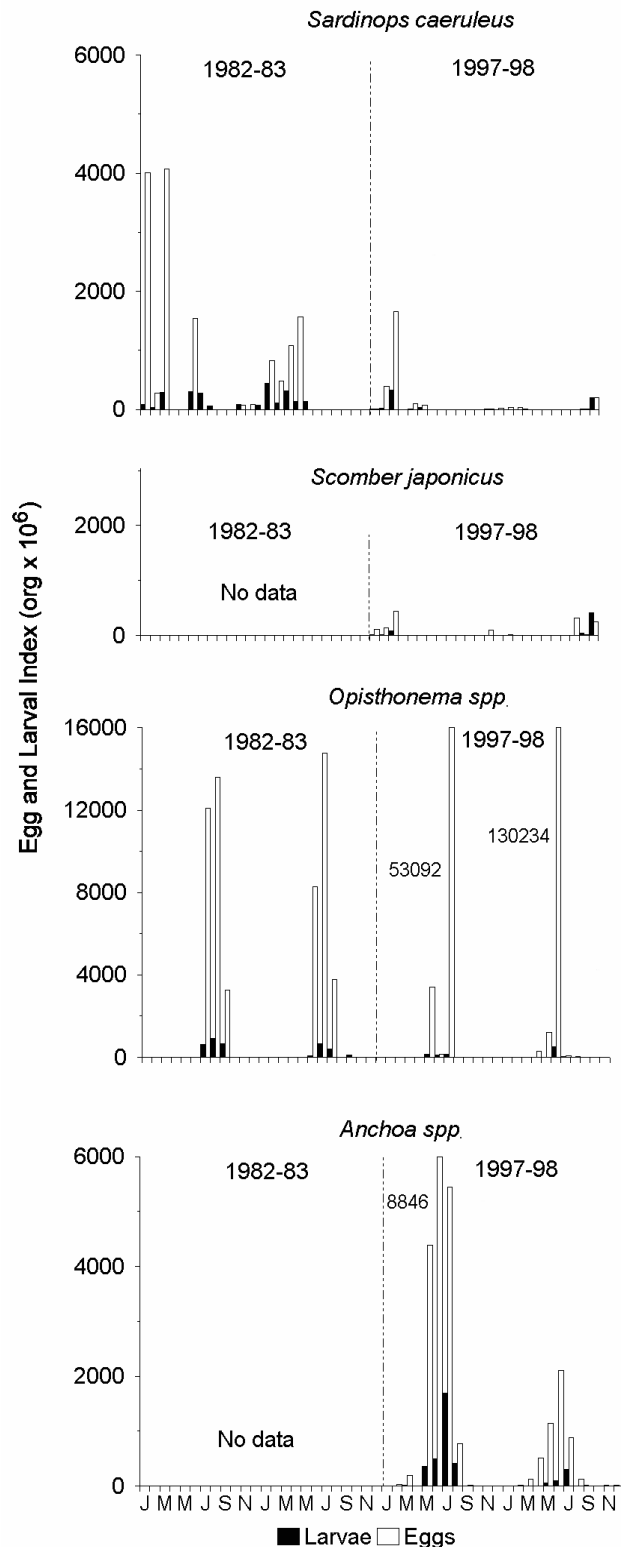 Sardinops caeruleus
6000
1982-83
1997-98
4000
2000
0
Scomber japonicus
2000
1982-83
1997-98
No data
0
Egg and Larval Index (org x 10⁶)
Opisthonema spp.
16000
1982-83
1997-98
12000
130234
53092
8000
4000
0
Anchoa spp.
6000
1982-83
1997-98
8846
4000
2000
No data
0
J M M J S N J M M J S N J M M J S N J M M J S N
Larvae Eggs